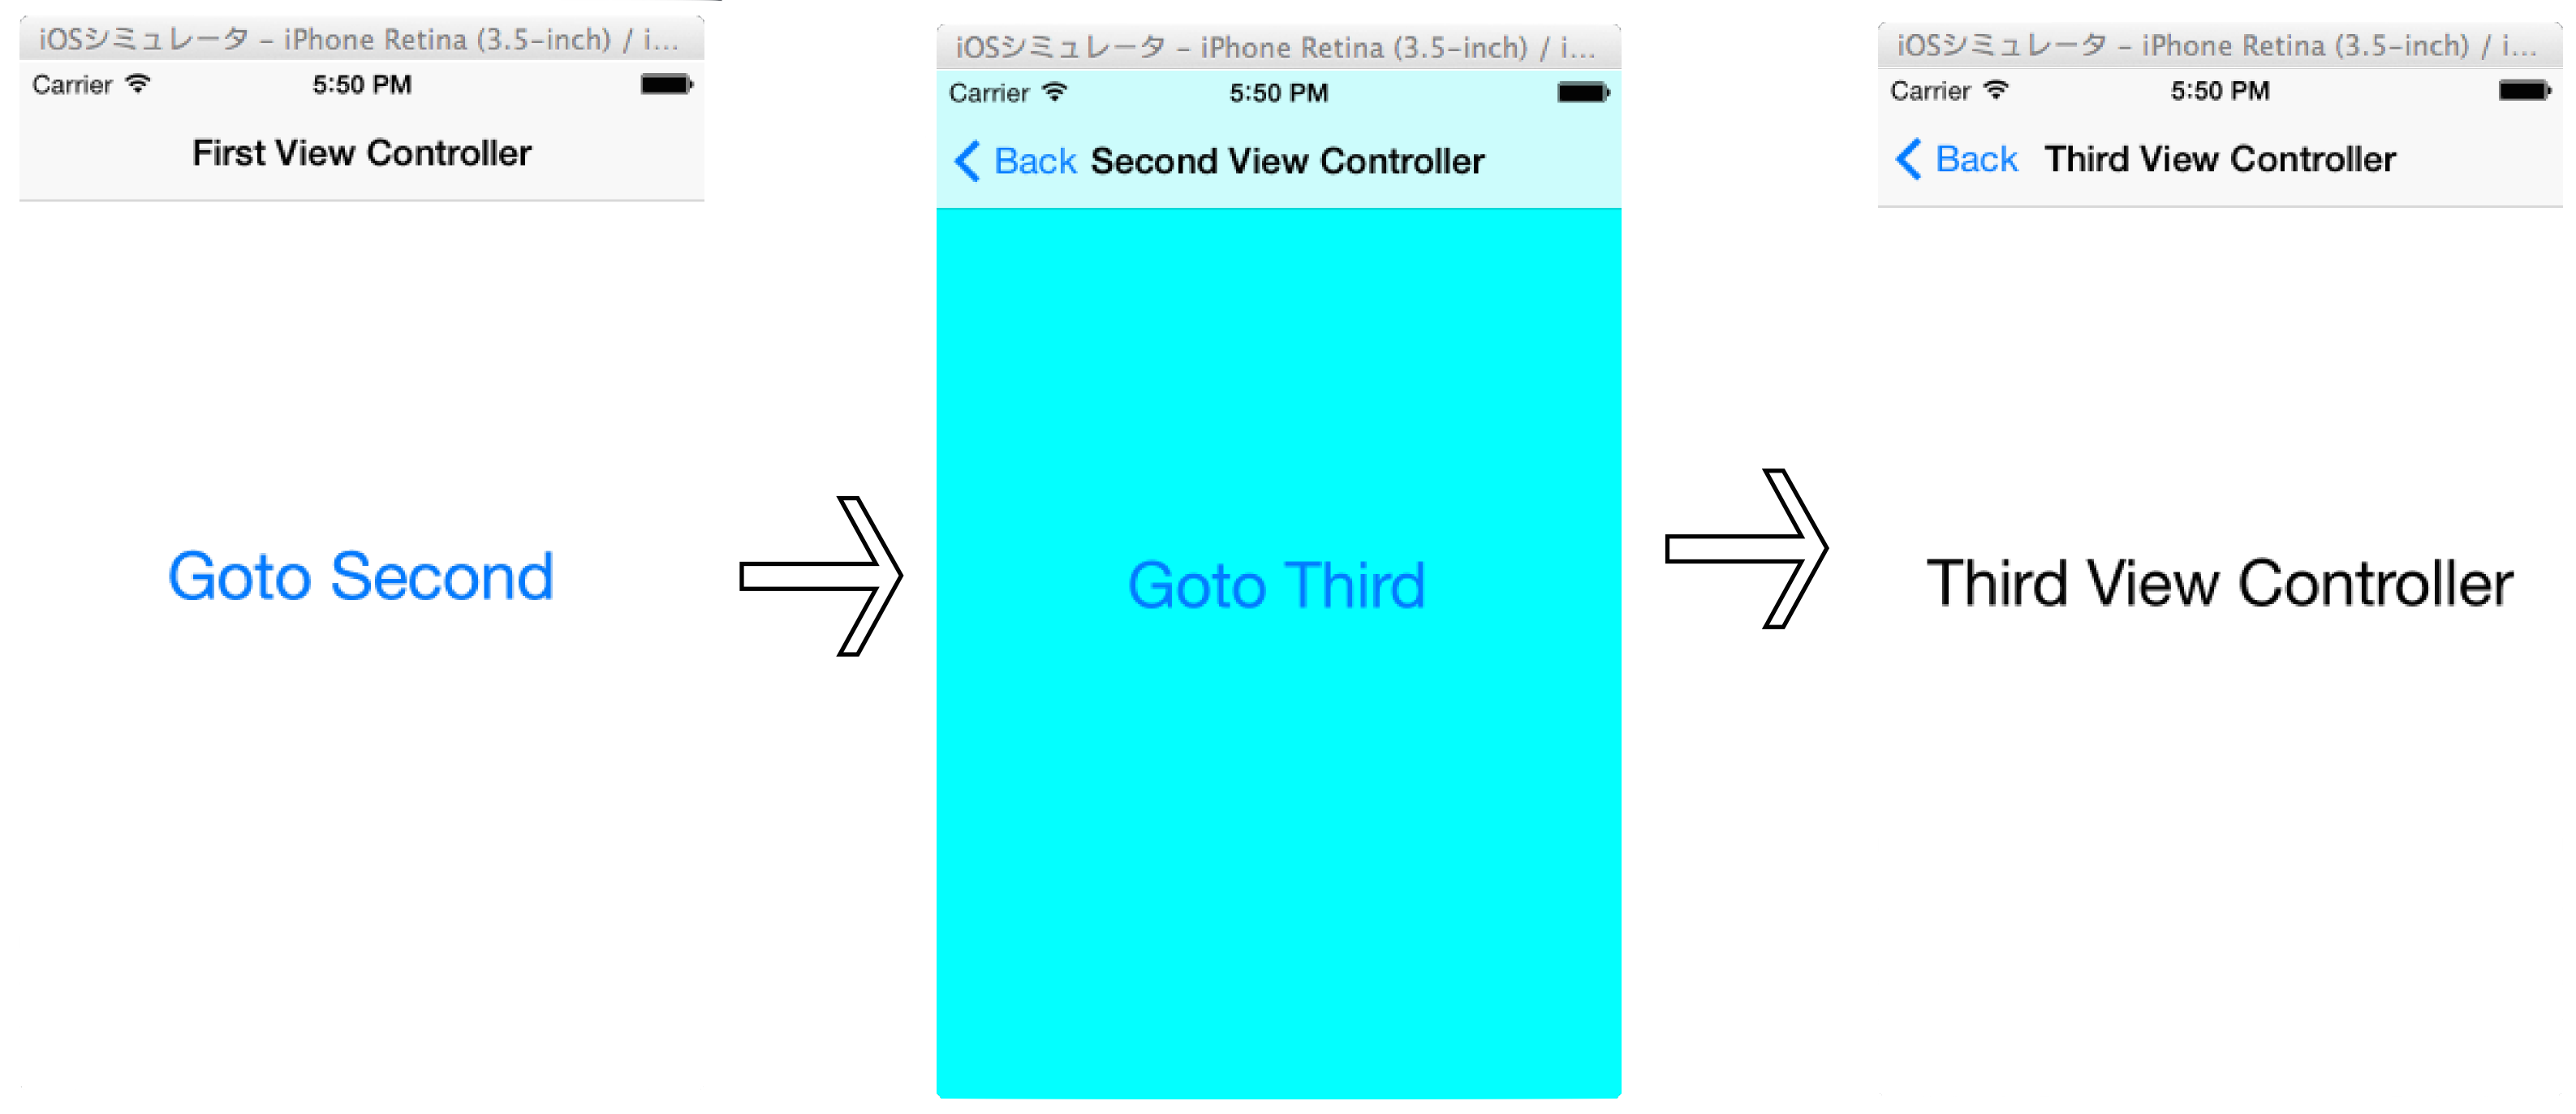 iOSシミュレータ – iPhone Retina (3.5-inch) / i...
Carrier 5:50 PM
First View Controller
Goto Second
iOSシミュレータ – iPhone Retina (3.5-inch) / i...
Carrier 5:50 PM
Back Second View Controller
Goto Third
iOSシミュレータ – iPhone Retina (3.5-inch) / i...
Carrier 5:50 PM
Back Third View Controller
Third View Controller